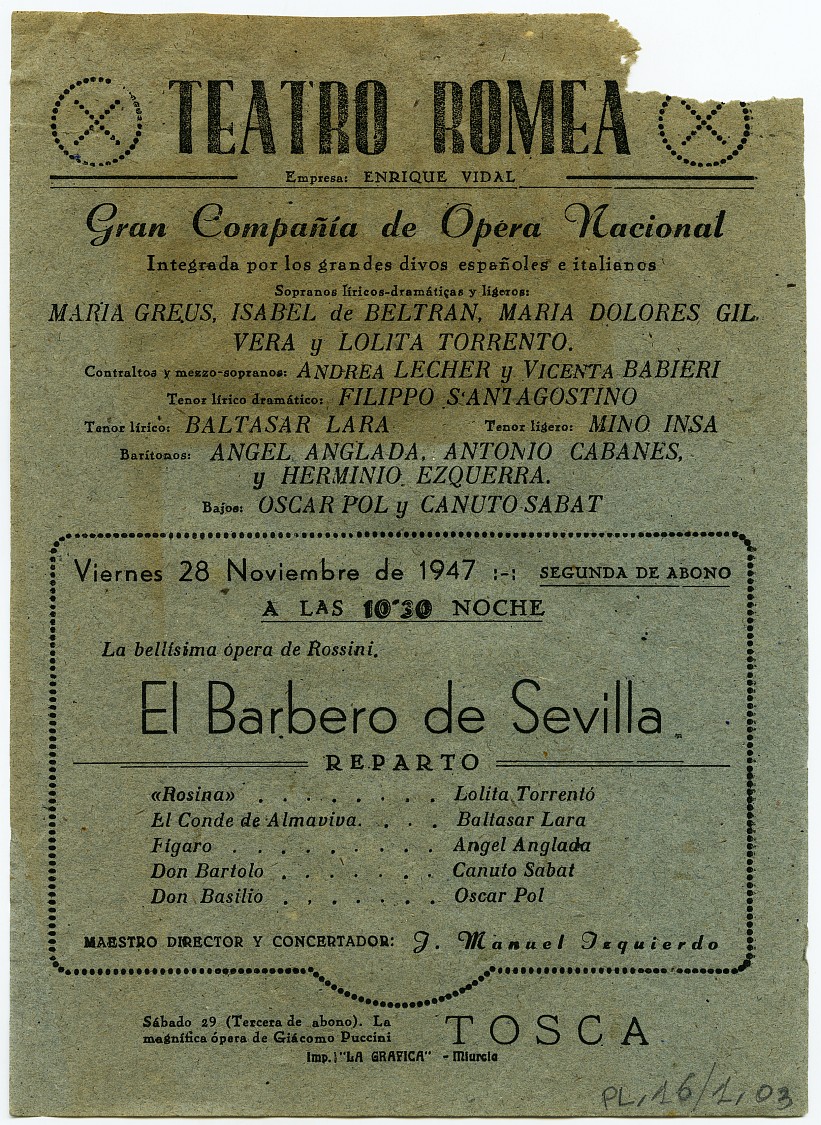 TEATRO ROMEA
Empresa: ENRIQUE VIDAL
Gran Compañía de Opera Nacional
Integrada por los grandes divos españoles e italianos
Sopranos líricos-dramáticas y ligeros:
MARIA GREUS, ISABEL de BELTRAN, MARIA DOLORES GIL
VERA y LOLITA TORRENTO.
Contraltos y mezzo-sopranos: ANDREA LECHER y VICENTA BABIERI
Tenor lírico dramático: FILIPPO SANTAGOSTINO
Tenor lírico: BALTASAR LARA Tenor ligero: MINO INSA
Barítonos: ANGEL ANGLADA, ANTONIO CABANES,
y HERMINIO EZQUERRA.
Bajos: OSCAR POL y CANUTO SABAT
Viernes 28 Noviembre de 1947 :-: SEGUNDA DE ABONO
A LAS 10'30 NOCHE
La bellísima ópera de Rossini.
El Barbero de Sevilla
REPARTO
«Rosina» . . . . . . . . Lolita Torrentó
El Conde de Almaviva. . . . Baltasar Lara
Fígaro . . . . . . . . . Angel Anglada
Don Bartolo . . . . . . . Canuto Sabat
Don Basilio . . . . . . . Oscar Pol
MAESTRO DIRECTOR Y CONCERTADOR: J. Manuel Izquierdo
Sábado 29 (Tercera de abono). La
magnífica ópera de Giácomo Puccini TOSCA
Imp. "LA GRAFICA" - Murcia
PL, 16/1, 03